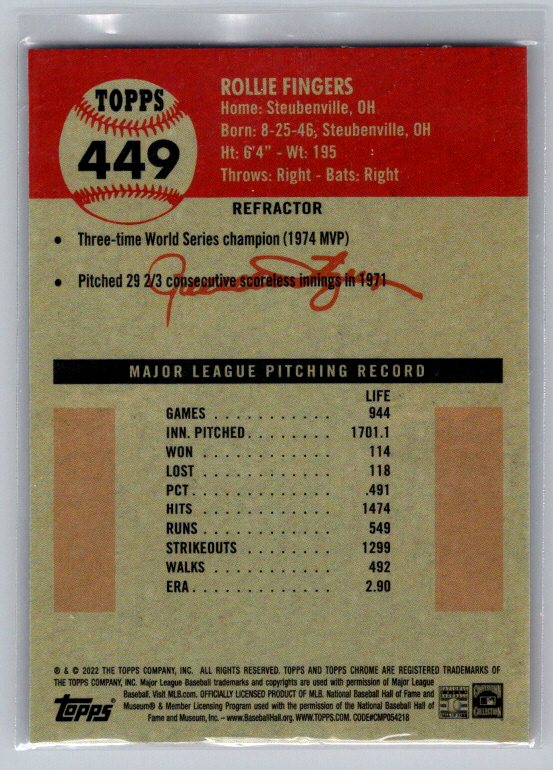 TOPPS
449
ROLLIE FINGERS
Home: Steubenville, OH
Born: 8-25-46, Steubenville, OH
Ht: 6'4" - Wt: 195
Throws: Right - Bats: Right
REFRACTOR
• Three-time World Series champion (1974 MVP)
• Pitched 29 2/3 consecutive scoreless innings in 1971
MAJOR LEAGUE PITCHING RECORD
LIFE
GAMES . . . . . . . . . . . 944
INN. PITCHED . . . . . . . . 1701.1
WON . . . . . . . . . . . . 114
LOST . . . . . . . . . . . . 118
PCT. . . . . . . . . . . . . .491
HITS . . . . . . . . . . . . 1474
RUNS . . . . . . . . . . . . 549
STRIKEOUTS . . . . . . . . . 1299
WALKS . . . . . . . . . . . 492
ERA . . . . . . . . . . . . 2.90
® & © 2022 THE TOPPS COMPANY, INC. ALL RIGHTS RESERVED. TOPPS AND TOPPS CHROME ARE REGISTERED TRADEMARKS OF
THE TOPPS COMPANY, INC. Major League Baseball trademarks and copyrights are used with permission of Major League
Baseball. Visit MLB.com. OFFICIALLY LICENSED PRODUCT OF MLB. National Baseball Hall of Fame and
Museum® & Member Licensing Program used with the permission of the National Baseball Hall of
Fame and Museum, Inc. – www.BaseballHall.org. WWW.TOPPS.COM. CODE#CMP054218
topps